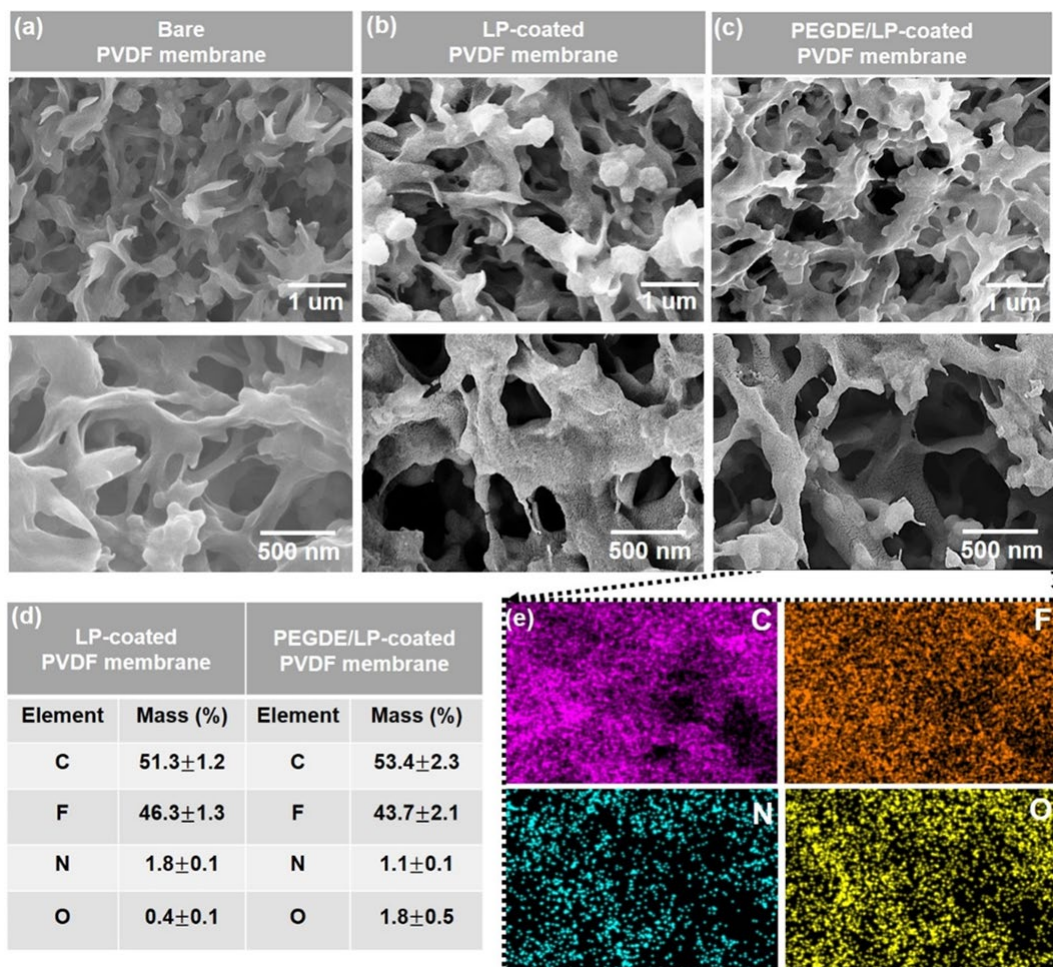 (a)
Bare
PVDF membrane
(b)
LP-coated
PVDF membrane
(c)
PEGDE/LP-coated
PVDF membrane
1 um
1 um
1 um
500 nm
500 nm
500 nm
(d)
LP-coated
PVDF membrane
PEGDE/LP-coated
PVDF membrane
Element Mass (%) Element Mass (%)
C 51.3±1.2 C 53.4±2.3
F 46.3±1.3 F 43.7±2.1
N 1.8±0.1 N 1.1±0.1
O 0.4±0.1 O 1.8±0.5
(e)
C
F
N
O